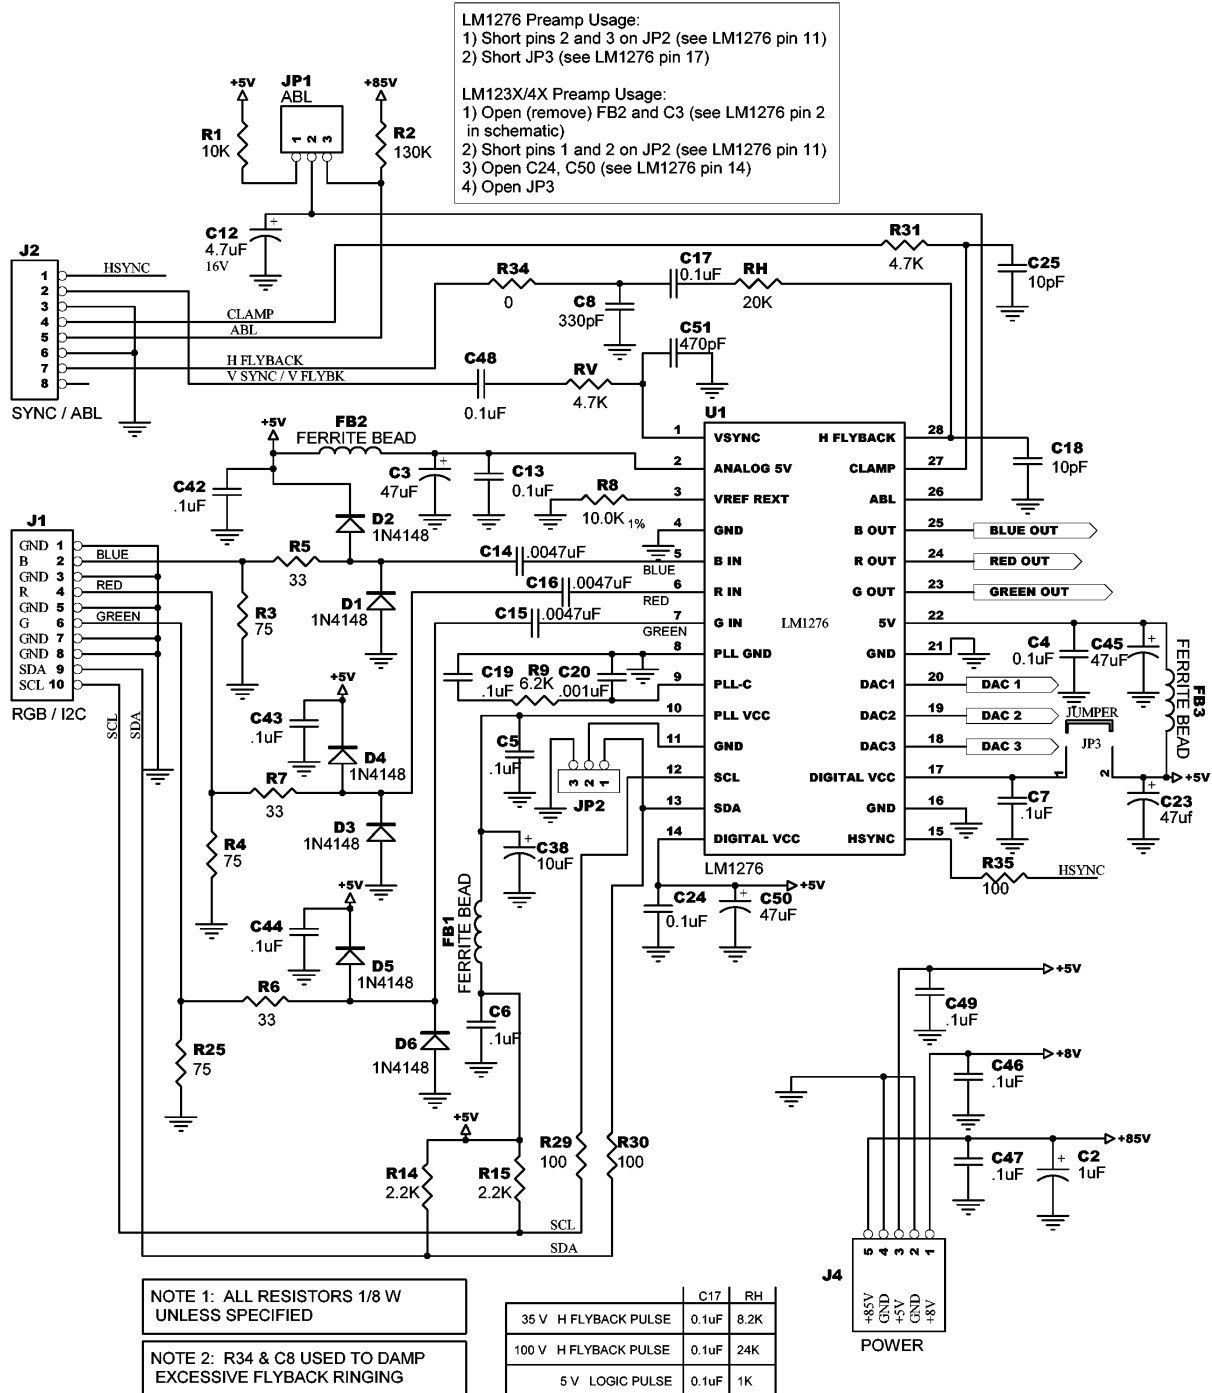 LM1276 Preamp Usage:
1) Short pins 2 and 3 on JP2 (see LM1276 pin 11)
2) Short JP3 (see LM1276 pin 17)
LM123X/4X Preamp Usage:
1) Open (remove) FB2 and C3 (see LM1276 pin 2
in schematic)
2) Short pins 1 and 2 on JP2 (see LM1276 pin 11)
3) Open C24, C50 (see LM1276 pin 14)
4) Open JP3
+5V
JP1
ABL
+85V
R1
10K
1 2 3
R2
130K
C12
4.7uF
16V
+
R31
4.7K
J2
1
2
3
4
5
6
7
8
SYNC / ABL
HSYNC
CLAMP
ABL
H FLYBACK
V SYNC / V FLYBK
R34
0
C17
0.1uF
RH
20K
C25
10pF
C8
330pF
C51
470pF
C48
0.1uF
RV
4.7K
U1
+5V
FB2
FERRITE BEAD
C42
.1uF
C3
47uF
+
C13
0.1uF
R8
10.0K 1%
C18
10pF
D2
1N4148
1 VSYNC
2 ANALOG 5V
3 VREF REXT
4 GND
5 B IN
6 R IN
7 G IN
8 PLL GND
9 PLL-C
10 PLL VCC
11 GND
12 SCL
13 SDA
14 DIGITAL VCC
H FLYBACK 28
CLAMP 27
ABL 26
B OUT 25
R OUT 24
G OUT 23
5V 22
GND 21
DAC1 20
DAC2 19
DAC3 18
DIGITAL VCC 17
GND 16
HSYNC 15
LM1276
LM1276
BLUE OUT
RED OUT
GREEN OUT
DAC 1
DAC 2
DAC 3
J1
GND 1
B 2
GND 3
R 4
GND 5
G 6
GND 7
GND 8
SDA 9
SCL 10
RGB / I2C
BLUE
RED
GREEN
SCL
SDA
R5
33
R3
75
D1
1N4148
C14 .0047uF
BLUE
C16 .0047uF
RED
C15 .0047uF
GREEN
C19
.1uF
R9
6.2K
C20
.001uF
C4
0.1uF
C45
47uF
+
FERRITE BEAD
FB3
JUMPER
JP3
1 2
+5V
C7
.1uF
C23
47uf
+
+5V
C43
.1uF
D4
1N4148
R7
33
C5
.1uF
3 2 1
JP2
D3
1N4148
R4
75
C38
10uF
+
R35
100
HSYNC
+5V
C44
.1uF
D5
1N4148
FB1
FERRITE BEAD
C24
0.1uF
C50
47uF
+
+5V
R6
33
R25
75
D6
1N4148
C6
.1uF
+5V
C49
.1uF
+8V
C46
.1uF
+85V
C47
.1uF
C2
1uF
+
+5V
R14
2.2K
R15
2.2K
R29
100
R30
100
SCL
SDA
J4
5 4 3 2 1
+85V
GND
+5V
GND
+8V
POWER
NOTE 1: ALL RESISTORS 1/8 W
UNLESS SPECIFIED
NOTE 2: R34 & C8 USED TO DAMP
EXCESSIVE FLYBACK RINGING
C17 RH
35 V H FLYBACK PULSE 0.1uF 8.2K
100 V H FLYBACK PULSE 0.1uF 24K
5 V LOGIC PULSE 0.1uF 1K